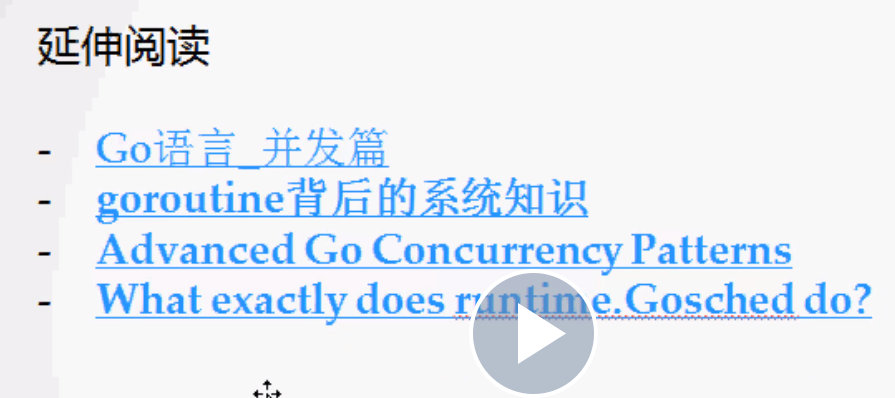 延伸阅读
- Go语言_并发篇
- goroutine背后的系统知识
- Advanced Go Concurrency Patterns
- What exactly does runtime.Gosched do?